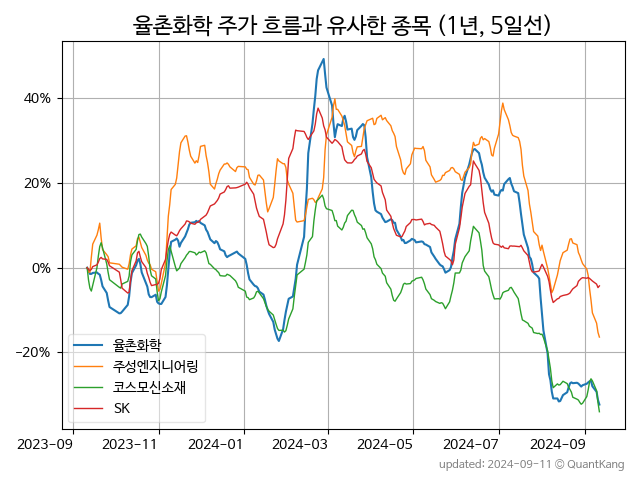 율촌화학 주가 흐름과 유사한 종목 (1년, 5일선)
40%
20%
0%
−20%
율촌화학
주성엔지니어링
코스모신소재
SK
2023-09
2023-11
2024-01
2024-03
2024-05
2024-07
2024-09
updated: 2024-09-11 © QuantKang